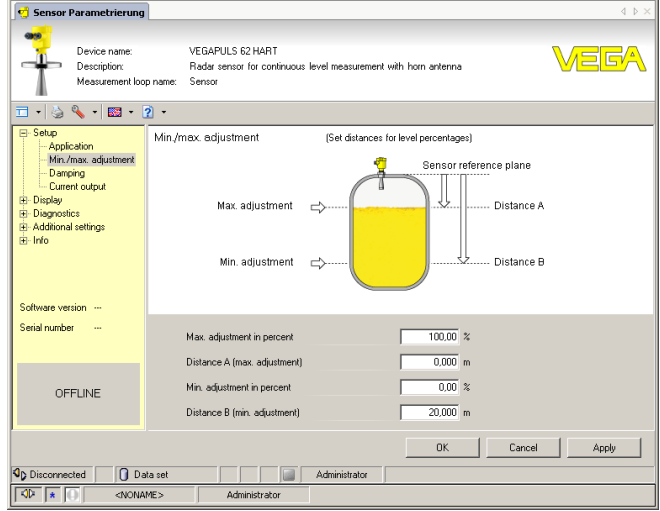 Sensor Parametrierung
Device name: VEGAPULS 62 HART
Description: Radar sensor for continuous level measurement with horn antenna
Measurement loop name: Sensor
VEGA
Setup
Application
Min./max. adjustment
Damping
Current output
Display
Diagnostics
Additional settings
Info
Software version ---
Serial number ---
OFFLINE
Min./max. adjustment (Set distances for level percentages)
Sensor reference plane
Max. adjustment Distance A
Min. adjustment Distance B
Max. adjustment in percent 100,00 %
Distance A (max. adjustment) 0,000 m
Min. adjustment in percent 0,00 %
Distance B (min. adjustment) 20,000 m
OK Cancel Apply
Disconnected Data set Administrator
<NONAME> Administrator